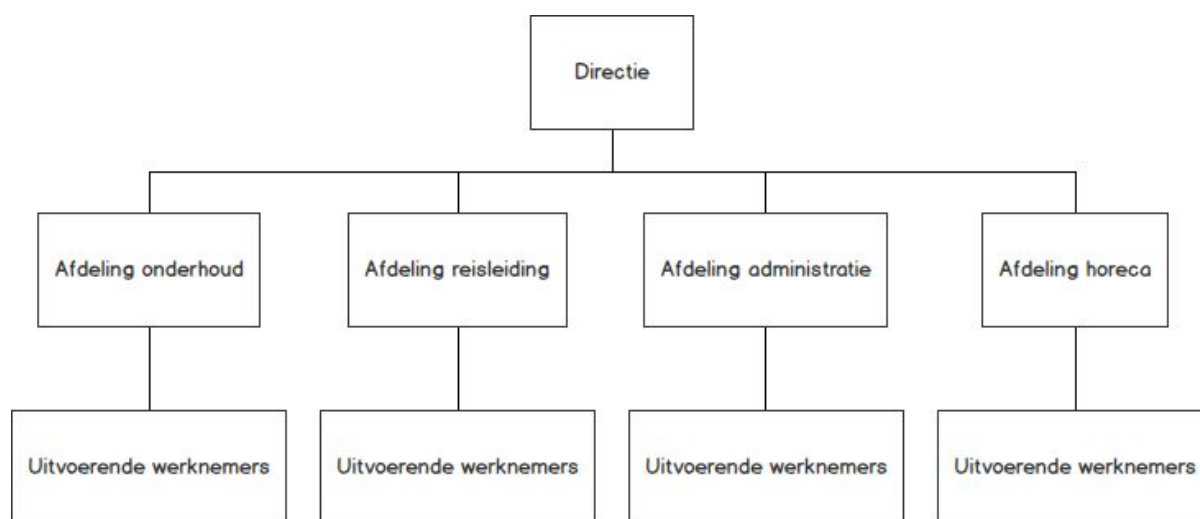 Directie
Afdeling onderhoud
Afdeling reisleiding
Afdeling administratie
Afdeling horeca
Uitvoerende werknemers
Uitvoerende werknemers
Uitvoerende werknemers
Uitvoerende werknemers